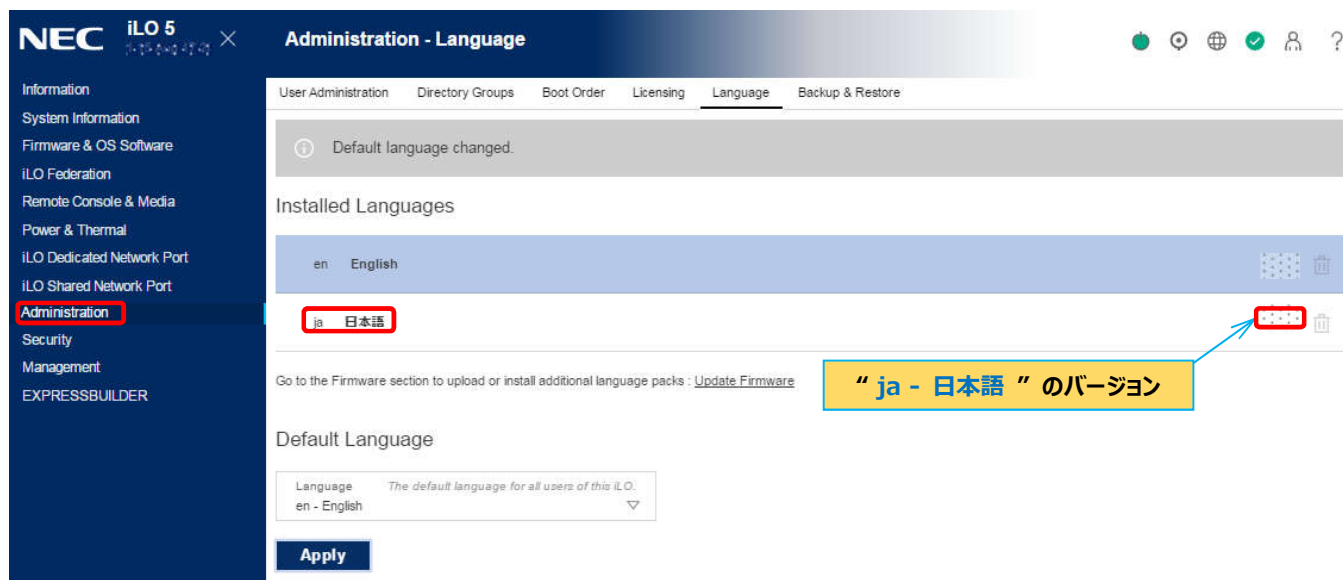 NEC iLO 5
Administration - Language
Information
System Information
Firmware & OS Software
iLO Federation
Remote Console & Media
Power & Thermal
iLO Dedicated Network Port
iLO Shared Network Port
Administration
Security
Management
EXPRESSBUILDER
User Administration Directory Groups Boot Order Licensing Language Backup & Restore
Default language changed.
Installed Languages
en English
ja 日本語
Go to the Firmware section to upload or install additional language packs : Update Firmware
“ ja - 日本語 ” のバージョン
Default Language
Language The default language for all users of this iLO.
en - English
Apply